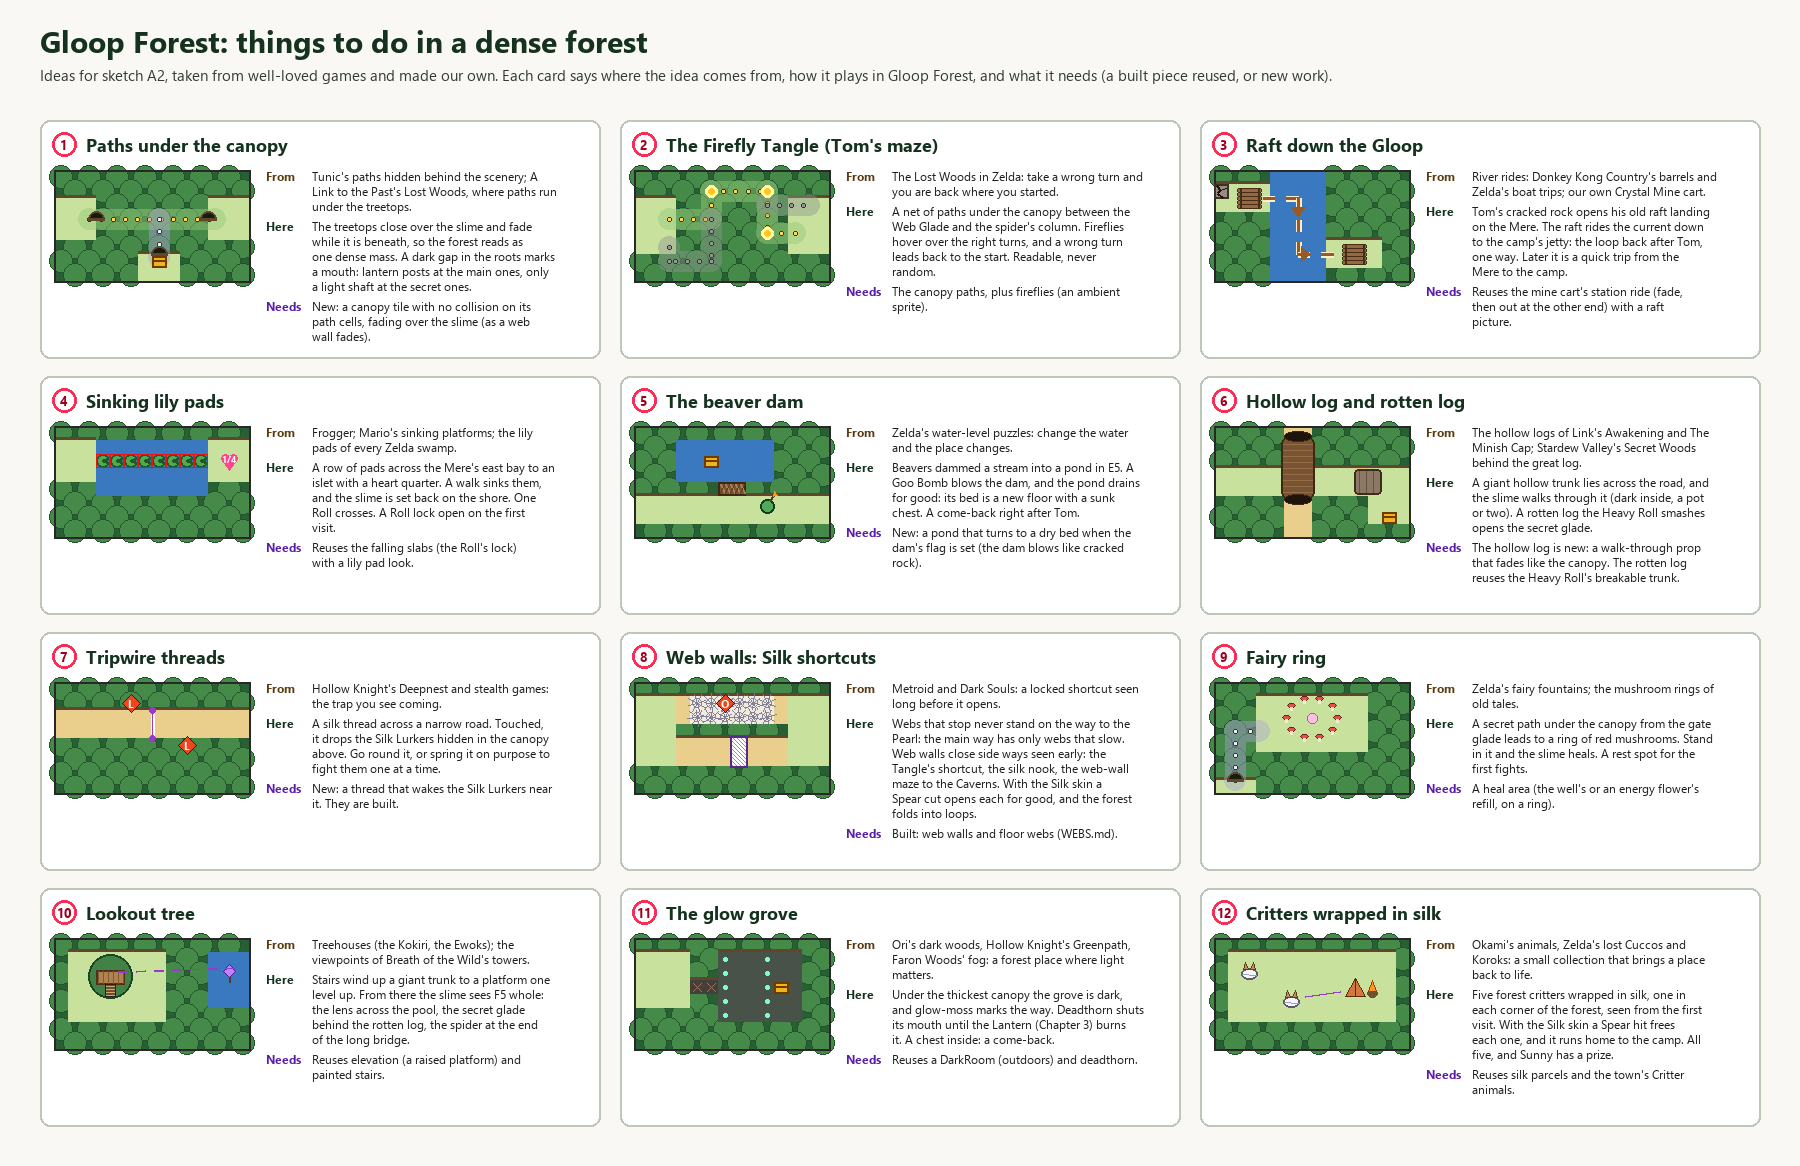 Gloop Forest: things to do in a dense forest
Ideas for sketch A2, taken from well-loved games and made our own. Each card says where the idea comes from, how it plays in Gloop Forest, and what it needs (a built piece reused, or new work).
1 Paths under the canopy
From Tunic's paths hidden behind the scenery; A
Link to the Past's Lost Woods, where paths run
under the treetops.
Here The treetops close over the slime and fade
while it is beneath, so the forest reads as
one dense mass. A dark gap in the roots marks
a mouth: lantern posts at the main ones, only
a light shaft at the secret ones.
Needs New: a canopy tile with no collision on its
path cells, fading over the slime (as a web
wall fades).
2 The Firefly Tangle (Tom's maze)
From The Lost Woods in Zelda: take a wrong turn and
you are back where you started.
Here A net of paths under the canopy between the
Web Glade and the spider's column. Fireflies
hover over the right turns, and a wrong turn
leads back to the start. Readable, never
random.
Needs The canopy paths, plus fireflies (an ambient
sprite).
3 Raft down the Gloop
From River rides: Donkey Kong Country's barrels and
Zelda's boat trips; our own Crystal Mine cart.
Here Tom's cracked rock opens his old raft landing
on the Mere. The raft rides the current down
to the camp's jetty: the loop back after Tom,
one way. Later it is a quick trip from the
Mere to the camp.
Needs Reuses the mine cart's station ride (fade,
then out at the other end) with a raft
picture.
4 Sinking lily pads
1/4
From Frogger; Mario's sinking platforms; the lily
pads of every Zelda swamp.
Here A row of pads across the Mere's east bay to an
islet with a heart quarter. A walk sinks them,
and the slime is set back on the shore. One
Roll crosses. A Roll lock open on the first
visit.
Needs Reuses the falling slabs (the Roll's lock)
with a lily pad look.
5 The beaver dam
From Zelda's water-level puzzles: change the water
and the place changes.
Here Beavers dammed a stream into a pond in E5. A
Goo Bomb blows the dam, and the pond drains
for good: its bed is a new floor with a sunk
chest. A come-back right after Tom.
Needs New: a pond that turns to a dry bed when the
dam's flag is set (the dam blows like cracked
rock).
6 Hollow log and rotten log
From The hollow logs of Link's Awakening and The
Minish Cap; Stardew Valley's Secret Woods
behind the great log.
Here A giant hollow trunk lies across the road, and
the slime walks through it (dark inside, a pot
or two). A rotten log the Heavy Roll smashes
opens the secret glade.
Needs The hollow log is new: a walk-through prop
that fades like the canopy. The rotten log
reuses the Heavy Roll's breakable trunk.
7 Tripwire threads
L
L
From Hollow Knight's Deepnest and stealth games:
the trap you see coming.
Here A silk thread across a narrow road. Touched,
it drops the Silk Lurkers hidden in the canopy
above. Go round it, or spring it on purpose to
fight them one at a time.
Needs New: a thread that wakes the Silk Lurkers near
it. They are built.
8 Web walls: Silk shortcuts
O
From Metroid and Dark Souls: a locked shortcut seen
long before it opens.
Here Webs that stop never stand on the way to the
Pearl: the main way has only webs that slow.
Web walls close side ways seen early: the
Tangle's shortcut, the silk nook, the web-wall
maze to the Caverns. With the Silk skin a
Spear cut opens each for good, and the forest
folds into loops.
Needs Built: web walls and floor webs (WEBS.md).
9 Fairy ring
From Zelda's fairy fountains; the mushroom rings of
old tales.
Here A secret path under the canopy from the gate
glade leads to a ring of red mushrooms. Stand
in it and the slime heals. A rest spot for the
first fights.
Needs A heal area (the well's or an energy flower's
refill, on a ring).
10 Lookout tree
From Treehouses (the Kokiri, the Ewoks); the
viewpoints of Breath of the Wild's towers.
Here Stairs wind up a giant trunk to a platform one
level up. From there the slime sees F5 whole:
the lens across the pool, the secret glade
behind the rotten log, the spider at the end
of the long bridge.
Needs Reuses elevation (a raised platform) and
painted stairs.
11 The glow grove
From Ori's dark woods, Hollow Knight's Greenpath,
Faron Woods' fog: a forest place where light
matters.
Here Under the thickest canopy the grove is dark,
and glow-moss marks the way. Deadthorn shuts
its mouth until the Lantern (Chapter 3) burns
it. A chest inside: a come-back.
Needs Reuses a DarkRoom (outdoors) and deadthorn.
12 Critters wrapped in silk
From Okami's animals, Zelda's lost Cuccos and
Koroks: a small collection that brings a place
back to life.
Here Five forest critters wrapped in silk, one in
each corner of the forest, seen from the first
visit. With the Silk skin a Spear hit frees
each one, and it runs home to the camp. All
five, and Sunny has a prize.
Needs Reuses silk parcels and the town's Critter
animals.